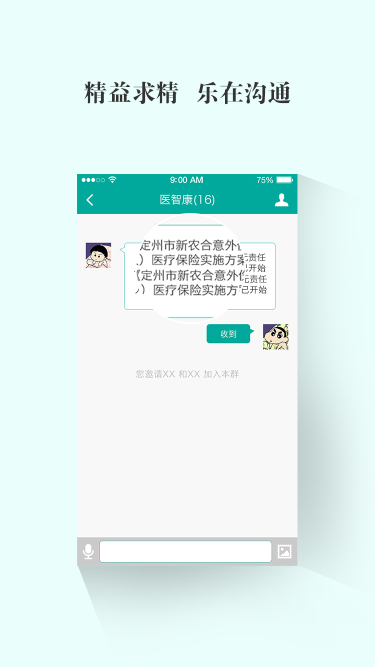 精益求精 乐在沟通
9:00 AM 75%
医智康(16)
定州市新农合意外伤
）医疗保险实施方案
《定州市新农合意外伤
）医疗保险实施方
责任
已开始
责任
已开始
收到
您邀请XX 和XX 加入本群